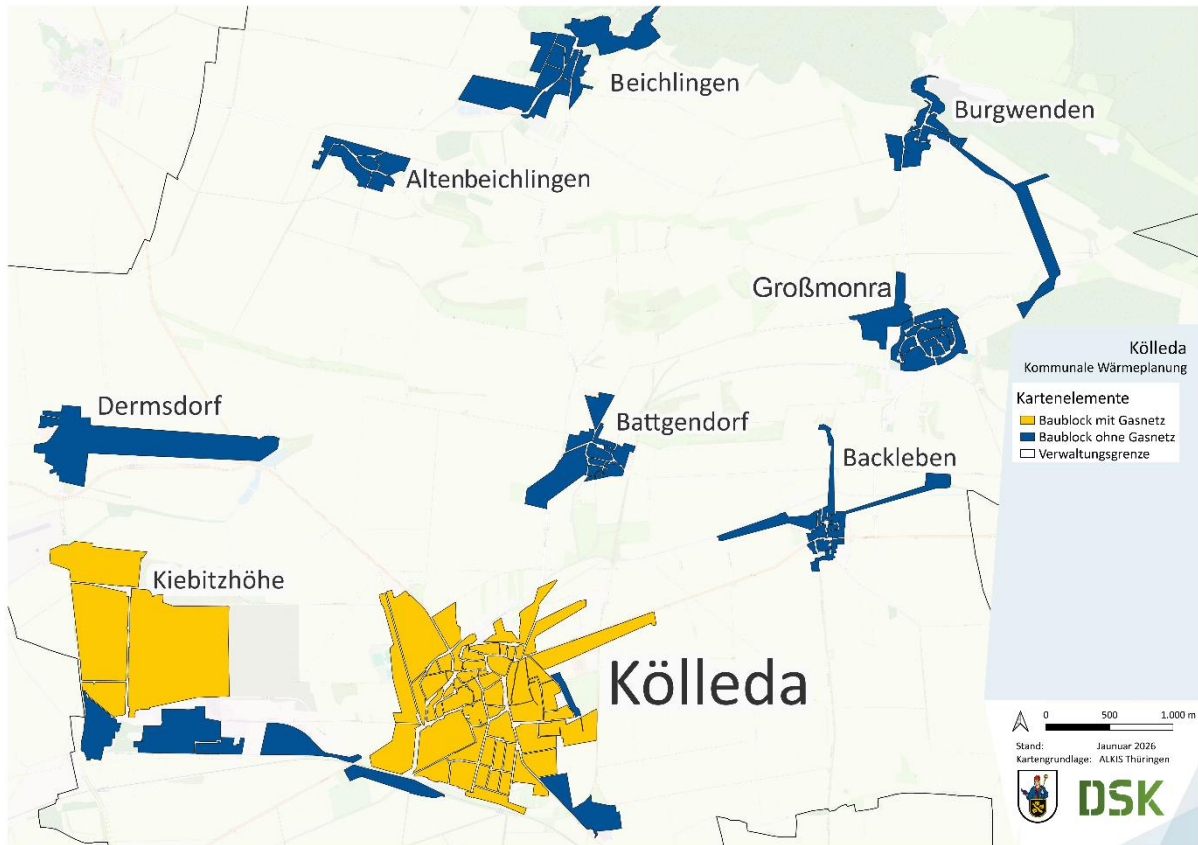 Beichlingen
Burgwenden
Altenbeichlingen
Großmonra
Kölleda
Kommunale Wärmeplanung
Kartenelemente
Baublock mit Gasnetz
Baublock ohne Gasnetz
Verwaltungsgrenze
Dermsdorf
Battgendorf
Backleben
Kiebitzhöhe
Kölleda
0 500 1.000 m
Stand: Jaunuar 2026
Kartengrundlage: ALKIS Thüringen
DSK